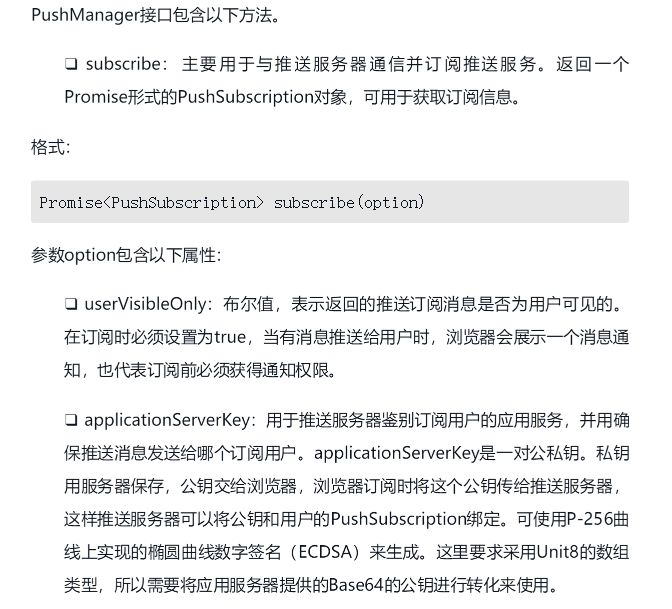 PushManager接口包含以下方法。
❑ subscribe：主要用于与推送服务器通信并订阅推送服务。返回一个
Promise形式的PushSubscription对象，可用于获取订阅信息。
格式：
Promise<PushSubscription> subscribe(option)
参数option包含以下属性：
❑ userVisibleOnly：布尔值，表示返回的推送订阅消息是否为用户可见的。
在订阅时必须设置为true，当有消息推送给用户时，浏览器会展示一个消息通
知，也代表订阅前必须获得通知权限。
❑ applicationServerKey：用于推送服务器鉴别订阅用户的应用服务，并用确
保推送消息发送给哪个订阅用户。applicationServerKey是一对公私钥。私钥
用服务器保存，公钥交给浏览器，浏览器订阅时将这个公钥传给推送服务器，
这样推送服务器可以将公钥和用户的PushSubscription绑定。可使用P-256曲
线上实现的椭圆曲线数字签名（ECDSA）来生成。这里要求采用Unit8的数组
类型，所以需要将应用服务器提供的Base64的公钥进行转化来使用。